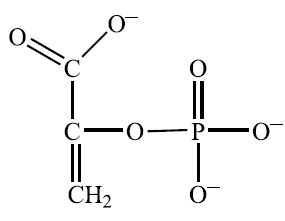 O O⁻
C O
C O P O⁻
CH₂ O⁻